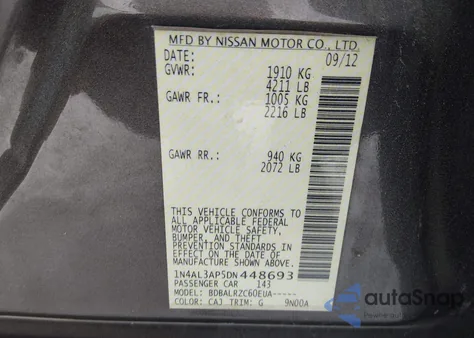 MFD BY NISSAN MOTOR CO., LTD.
DATE: 09/12
GVWR: 1910 KG
4211 LB
GAWR FR.: 1005 KG
2216 LB
GAWR RR.: 940 KG
2072 LB
THIS VEHICLE CONFORMS TO
ALL APPLICABLE FEDERAL
MOTOR VEHICLE SAFETY,
BUMPER, AND THEFT
PREVENTION STANDARDS IN
EFFECT ON THE DATE OF
MANUFACTURE SHOWN ABOVE.
1N4AL3AP5DN448693
PASSENGER CAR 143
MODEL: BDBALRZC60EUA-----
COLOR: CAJ TRIM: G 9N00A
autoSnap